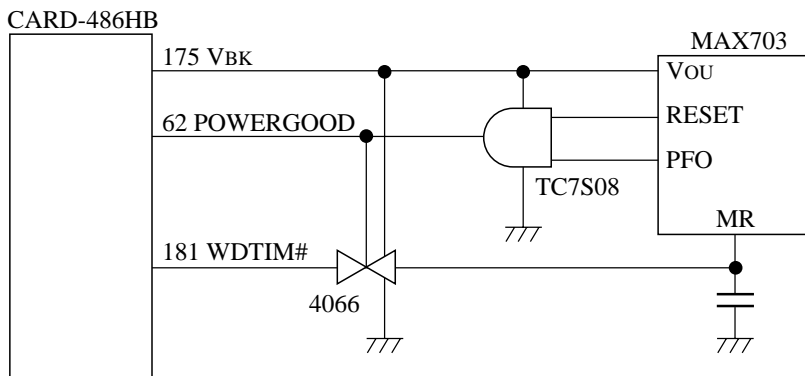 CARD-486HB
MAX703
175 VBK
VOU
62 POWERGOOD
RESET
PFO
TC7S08
MR
181 WDTIM#
4066